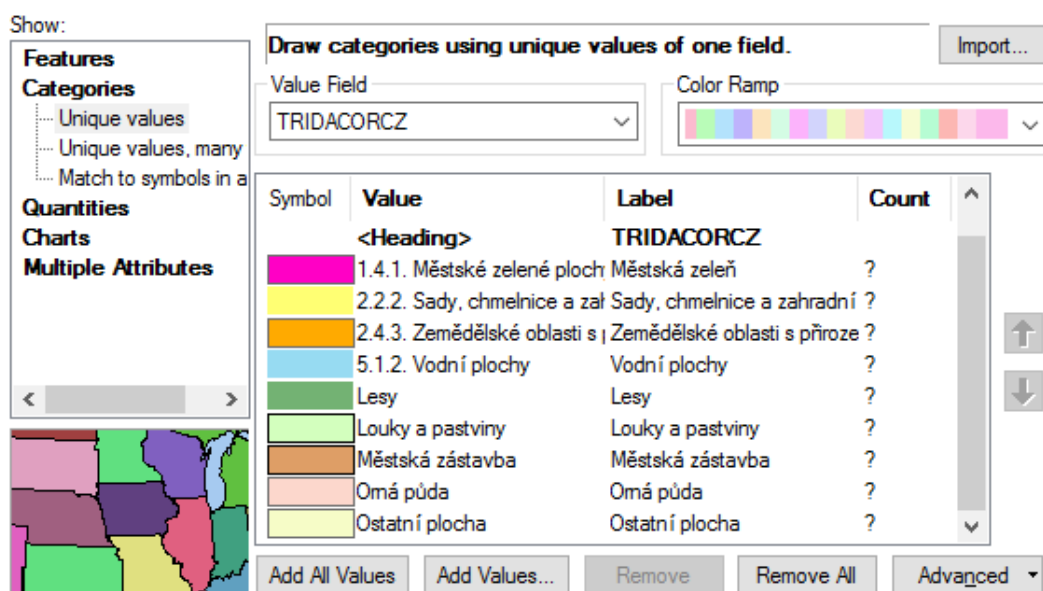 Show:
Features
Categories
Unique values
Unique values, many
Match to symbols in a
Quantities
Charts
Multiple Attributes
Draw categories using unique values of one field.
Import...
Value Field
TRIDACORCZ
Color Ramp
Symbol Value Label Count
<Heading> TRIDACORCZ
1.4.1. Městské zelené ploch Městská zeleň ?
2.2.2. Sady, chmelnice a zah Sady, chmelnice a zahradní ?
2.4.3. Zemědělské oblasti s p Zemědělské oblasti s přiroze ?
5.1.2. Vodní plochy Vodní plochy ?
Lesy Lesy ?
Louky a pastviny Louky a pastviny ?
Městská zástavba Městská zástavba ?
Orná půda Orná půda ?
Ostatní plocha Ostatní plocha ?
Add All Values Add Values... Remove Remove All Advanced